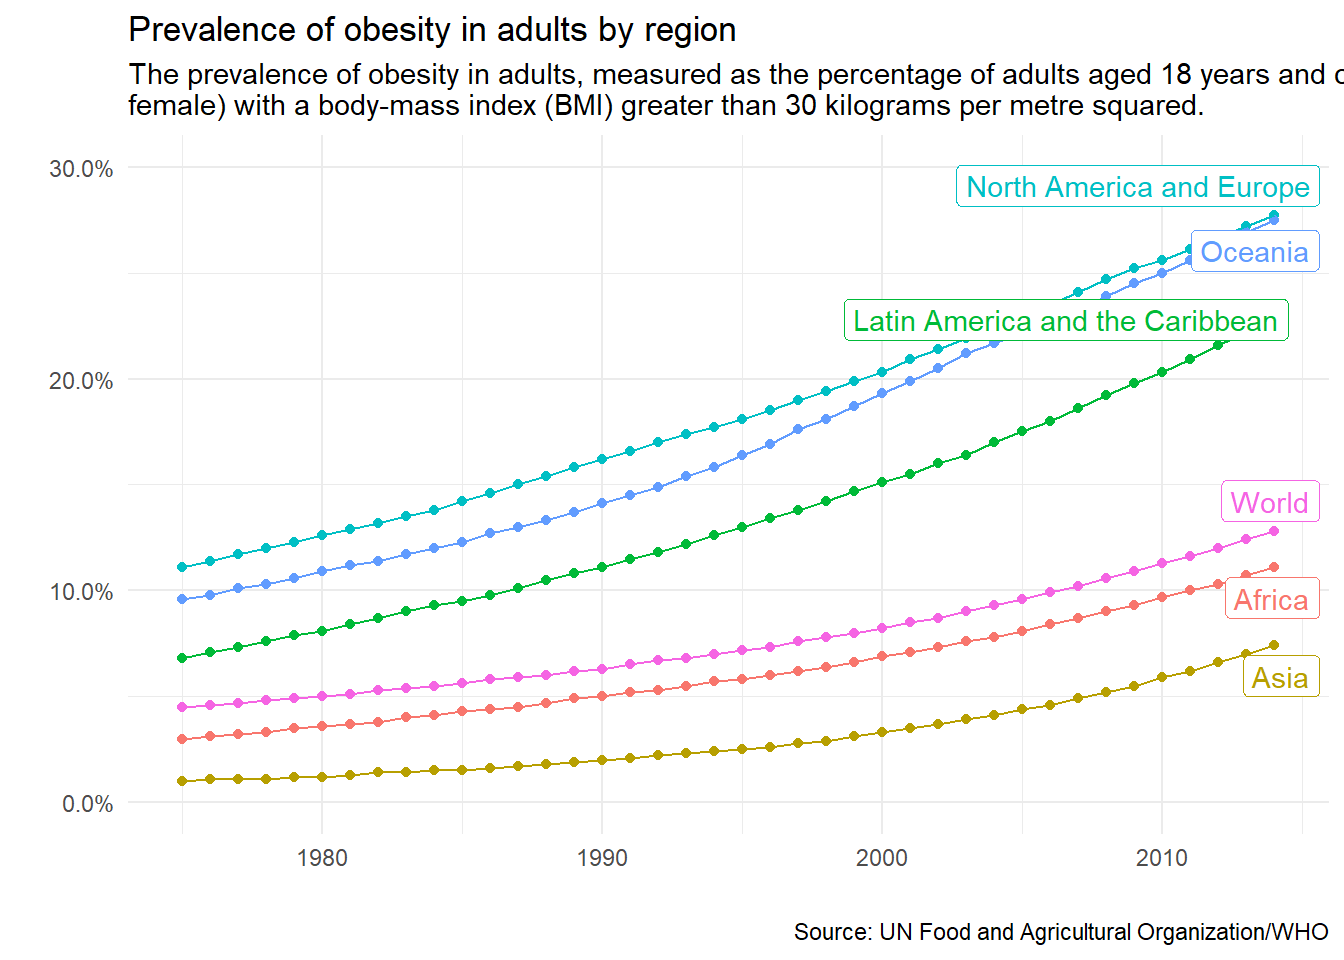 Prevalence of obesity in adults by region
The prevalence of obesity in adults, measured as the percentage of adults aged 18 years and
female) with a body-mass index (BMI) greater than 30 kilograms per metre squared.
30.0%
North America and Europe
Oceania
Latin America and the Caribbean
20.0%
World
10.0%
Africa
Asia
0.0%
1980 1990 2000 2010
Source: UN Food and Agricultural Organization/WHO